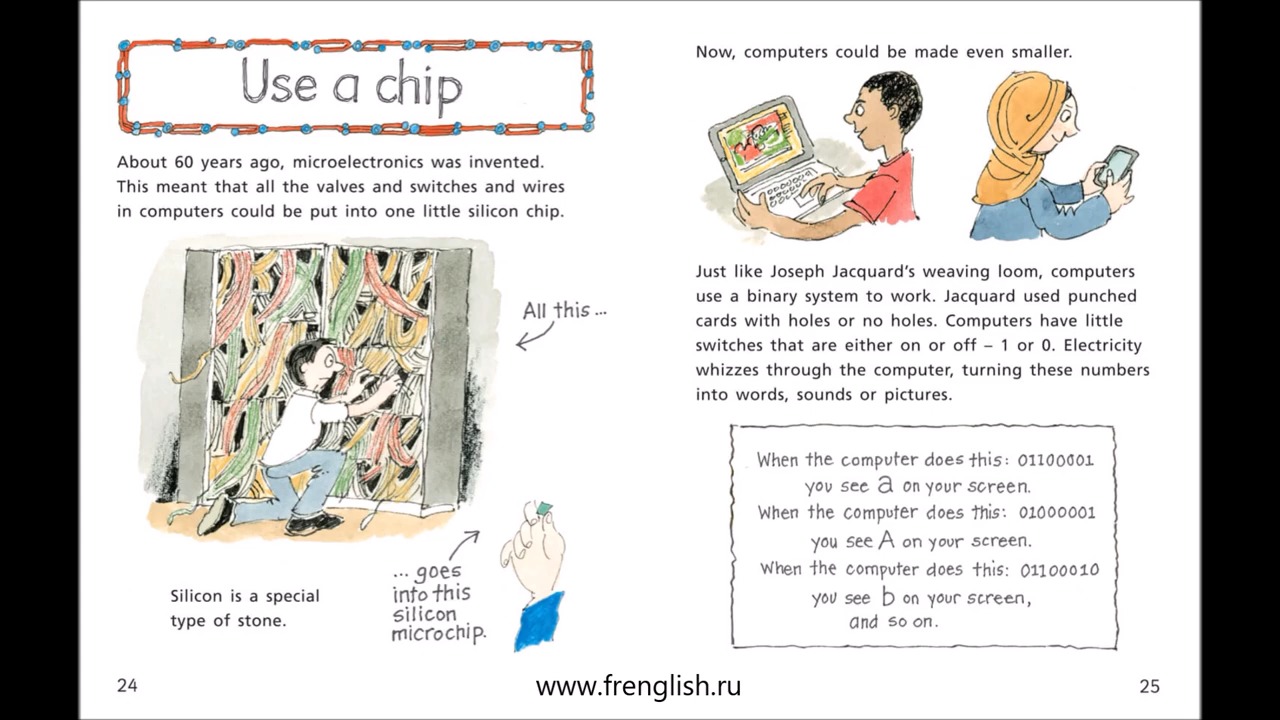 Use a chip
About 60 years ago, microelectronics was invented.
This meant that all the valves and switches and wires
in computers could be put into one little silicon chip.
All this ...
... goes
into this
silicon
microchip.
Silicon is a special
type of stone.
24
Now, computers could be made even smaller.
Just like Joseph Jacquard's weaving loom, computers
use a binary system to work. Jacquard used punched
cards with holes or no holes. Computers have little
switches that are either on or off – 1 or 0. Electricity
whizzes through the computer, turning these numbers
into words, sounds or pictures.
When the computer does this: 01100001
you see a on your screen.
When the computer does this: 01000001
you see A on your screen.
When the computer does this: 01100010
you see b on your screen,
and so on.
25
www.frenglish.ru